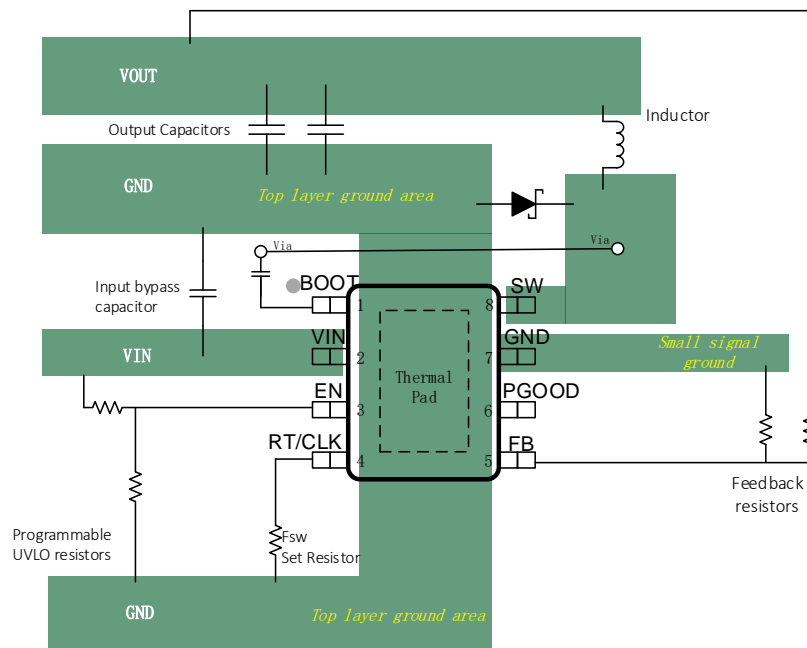 VOUT
Output Capacitors
Inductor
GND
Top layer ground area
Via
Via
BOOT
SW
Input bypass
capacitor
1
8
VIN
VIN
GND
Small signal
ground
2
7
Thermal
Pad
EN
PGOOD
3
6
RT/CLK
FB
4
5
Feedback
resistors
Programmable
UVLO resistors
Fsw
Set Resistor
GND
Top layer ground area